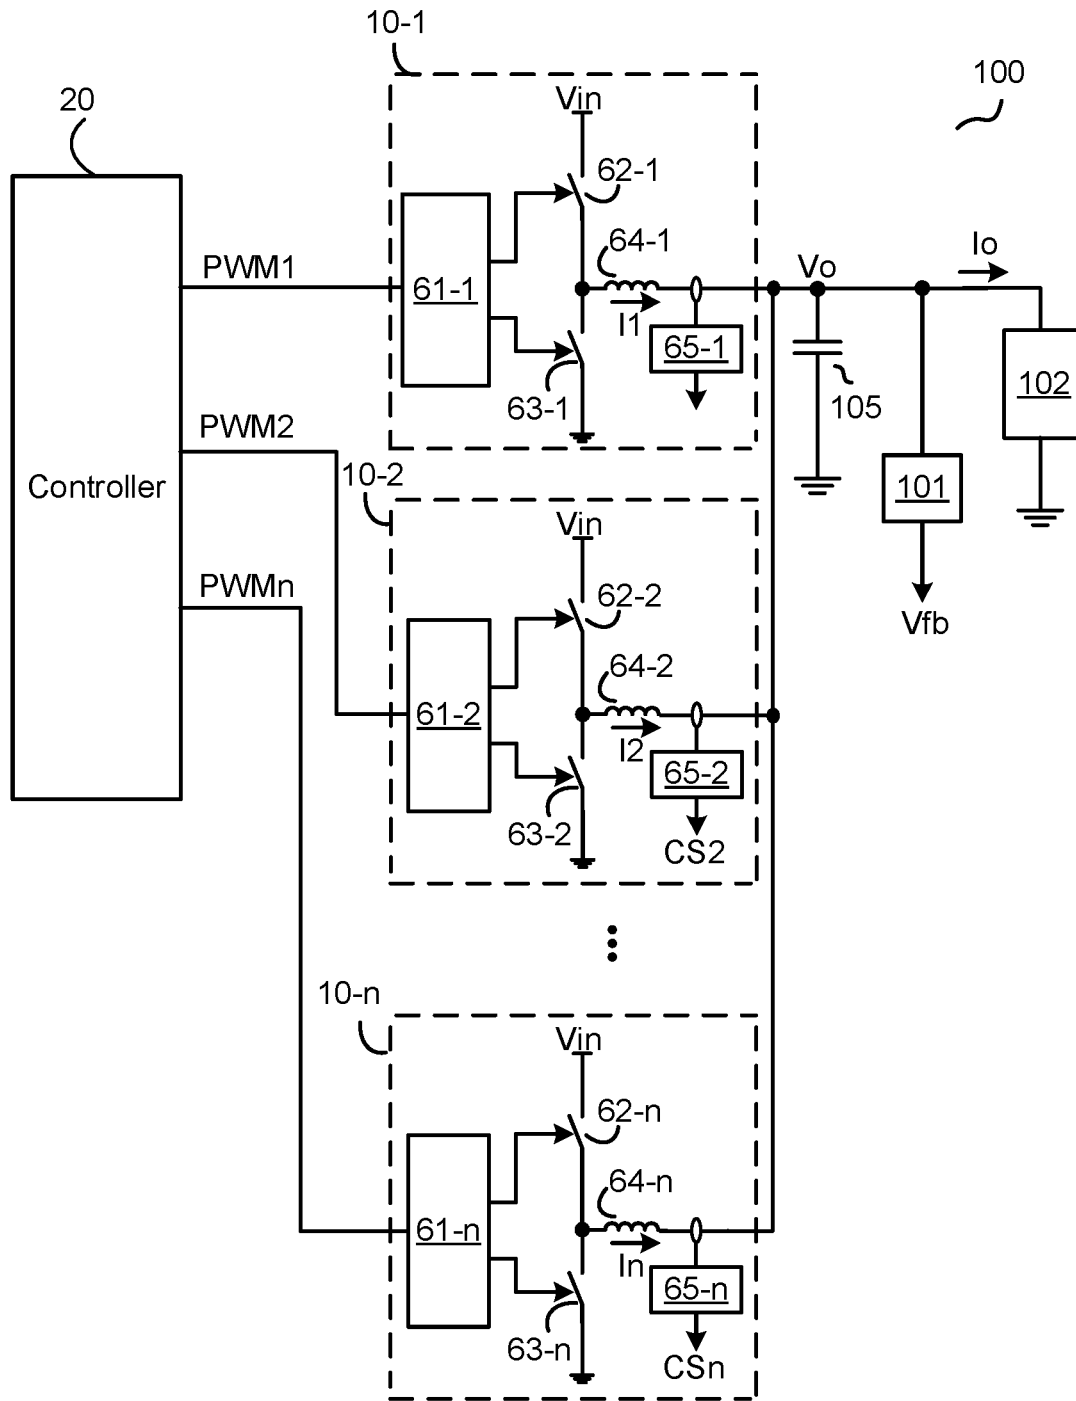 10-1
100
20
Vin
62-1
64-1
PWM1
61-1
I1
Vo
Io
65-1
63-1
105
102
PWM2
10-2
Controller
101
Vin
PWMn
62-2
Vfb
64-2
61-2
I2
65-2
63-2
CS2
10-n
Vin
62-n
64-n
61-n
In
65-n
63-n
CSn